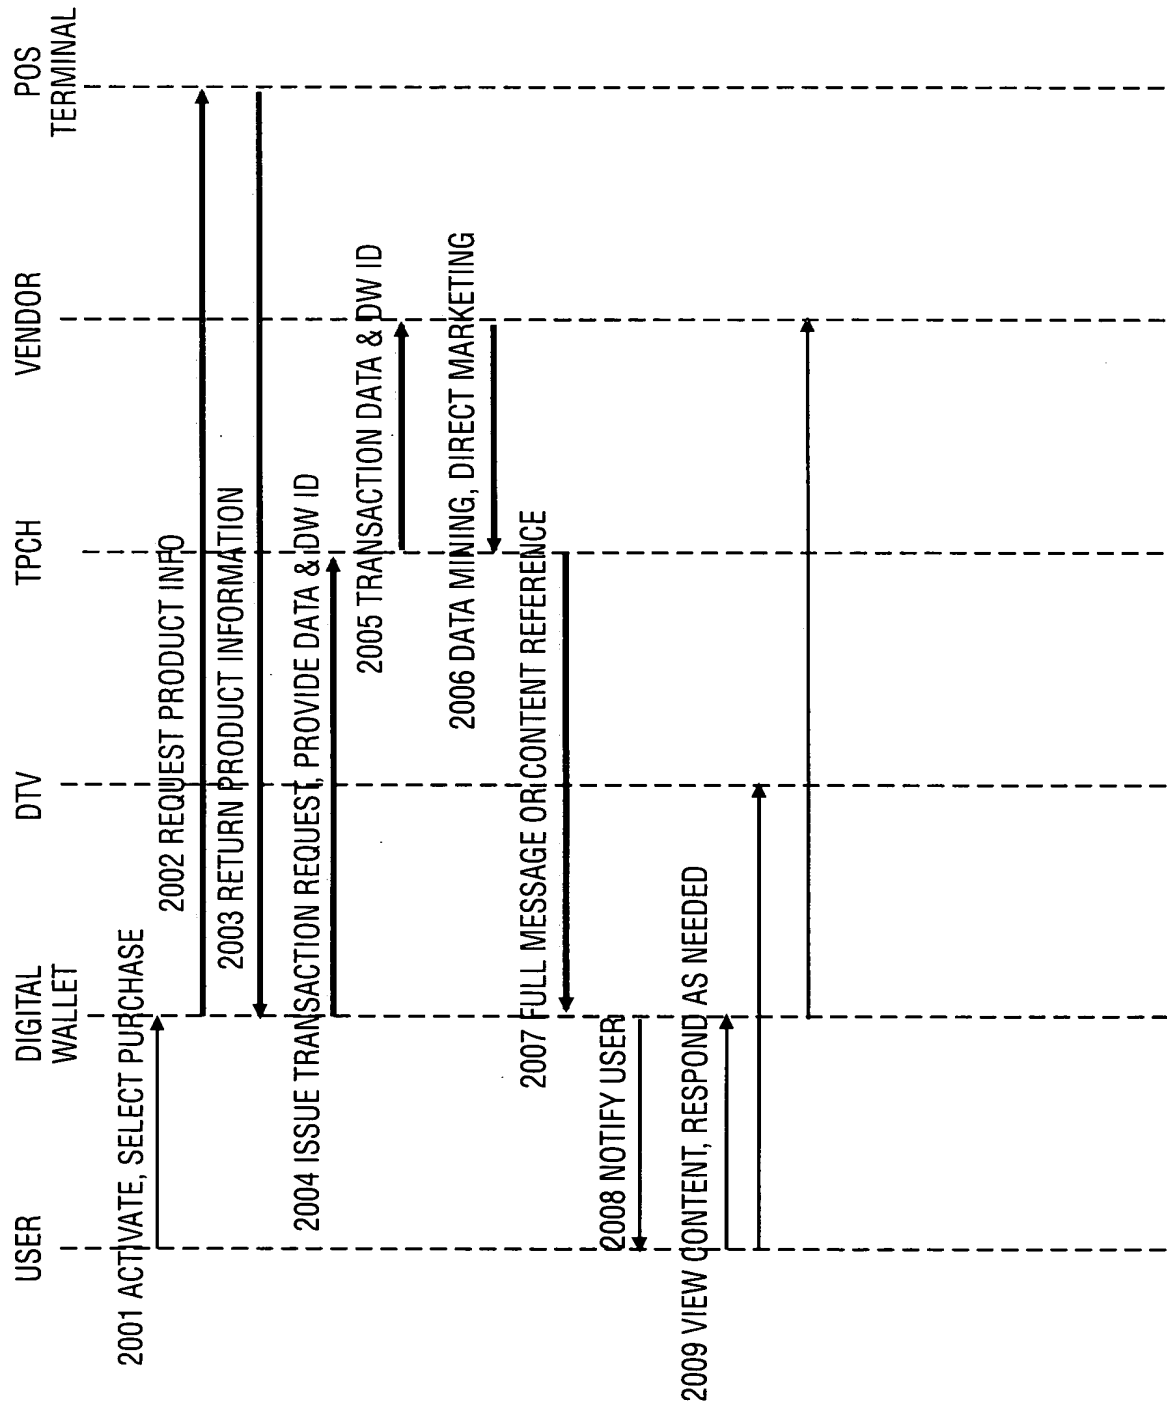 USER
DIGITAL
WALLET
DTV
TPCH
VENDOR
POS
TERMINAL
2001 ACTIVATE, SELECT PURCHASE
2002 REQUEST PRODUCT INFO
2003 RETURN PRODUCT INFORMATION
2004 ISSUE TRANSACTION REQUEST, PROVIDE DATA & DW ID
2005 TRANSACTION DATA & DW ID
2006 DATA MINING, DIRECT MARKETING
2007 FULL MESSAGE OR CONTENT REFERENCE
2008 NOTIFY USER
2009 VIEW CONTENT, RESPOND AS NEEDED